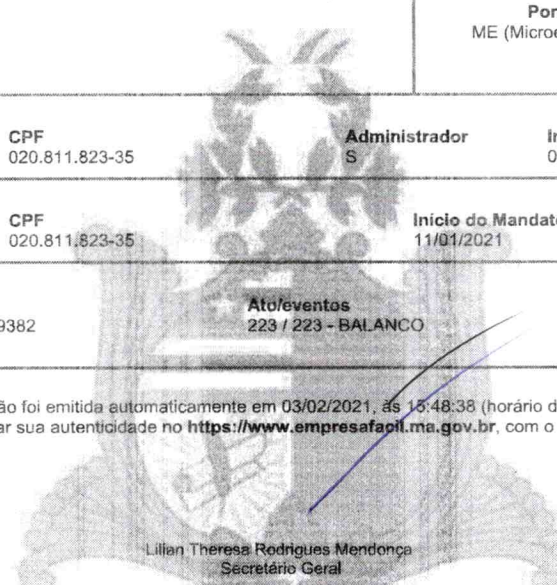 Por
ME (Micro
CPF Administrador
020.811.823-35 S 0
CPF Início do Mandato
020.811.823-35 11/01/2021
Ato/eventos
9382 223 / 223 - BALANCO
ão foi emitida automaticamente em 03/02/2021, às 15:48:38 (horário d
ar sua autenticidade no https://www.empresafacil.ma.gov.br, com o
Lilian Theresa Rodrigues Mendonça
Secretário Geral